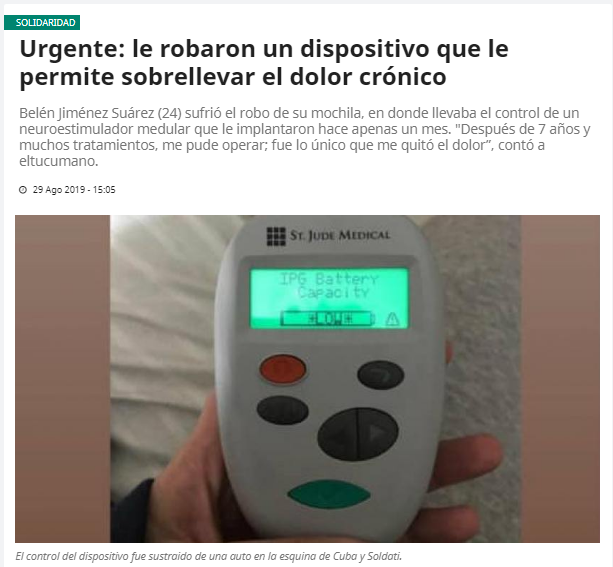 SOLIDARIDAD
Urgente: le robaron un dispositivo que le
permite sobrellevar el dolor crónico
Belén Jiménez Suárez (24) sufrió el robo de su mochila, en donde llevaba el control de un
neuroestimulador medular que le implantaron hace apenas un mes. "Después de 7 años y
muchos tratamientos, me pude operar; fue lo único que me quitó el dolor”, contó a
eltucumano.
29 Ago 2019 - 15:05
ST. JUDE MEDICAL
IPG Battery
Capacity
*LOW*
El control del dispositivo fue sustraido de una auto en la esquina de Cuba y Soldati.